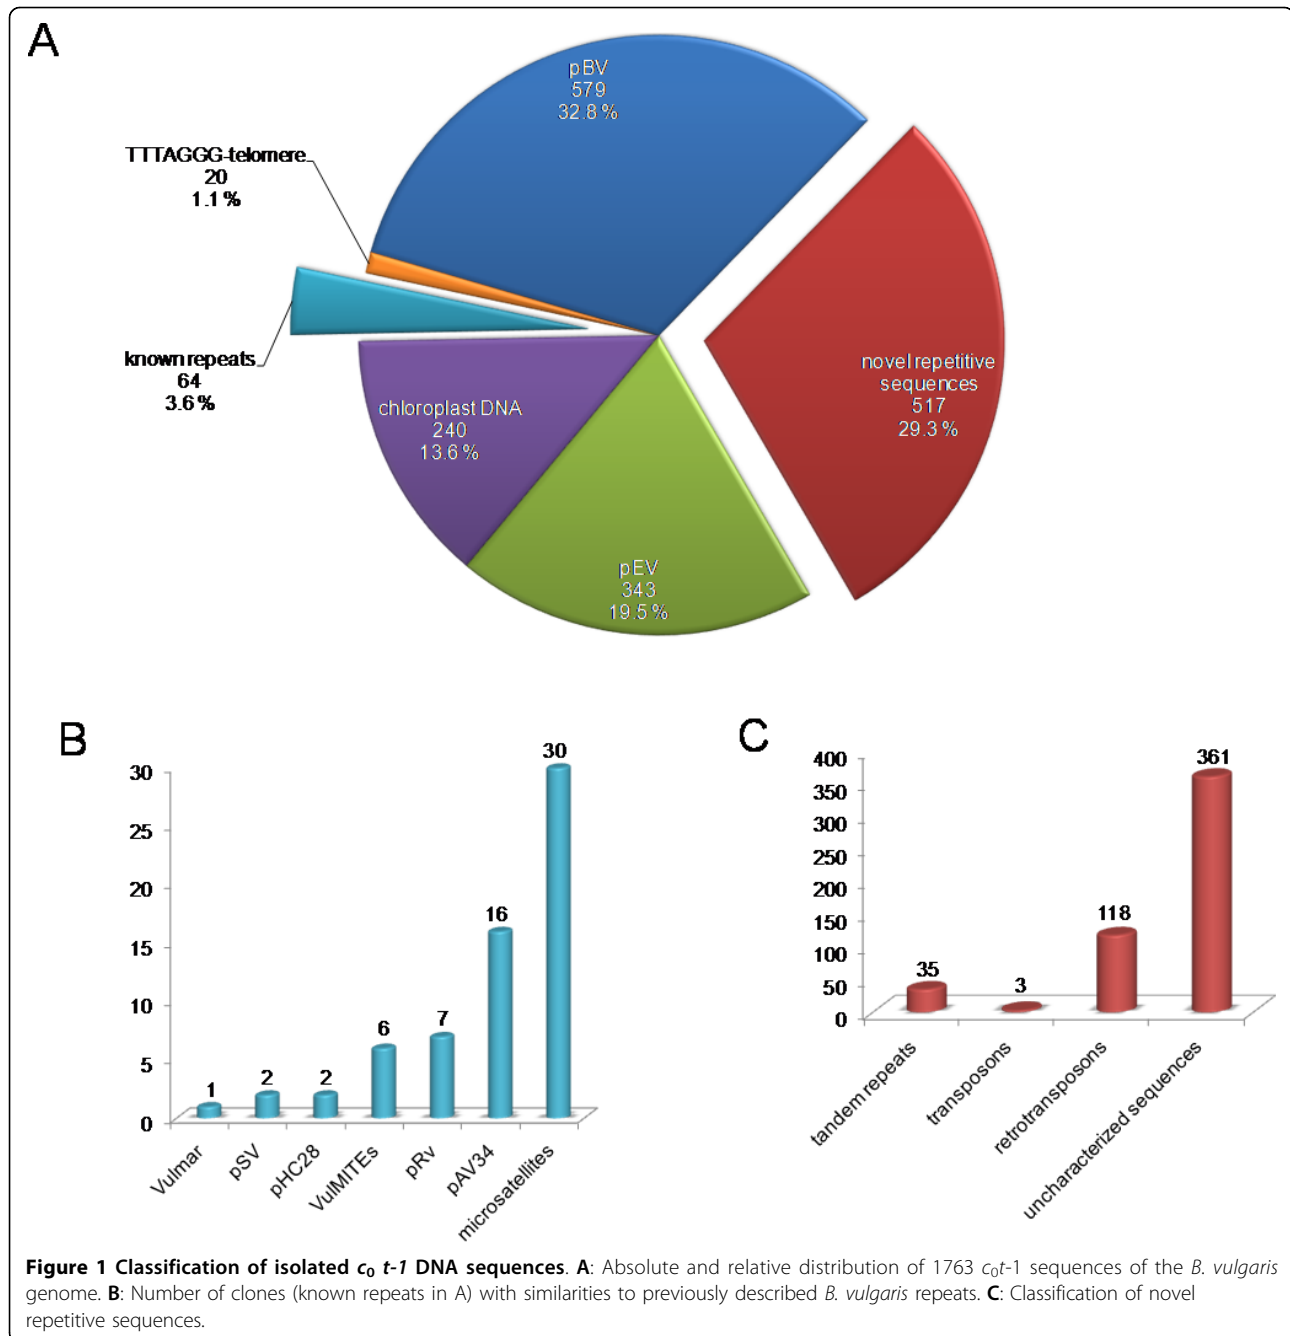 A
pBV
579
32.8 %
TTTAGGG-telomere
20
1.1 %
known repeats
64
3.6 %
novel repetitive
sequences
517
29.3 %
chloroplast DNA
240
13.6 %
pEV
343
19.5 %
B
30
25
20
15
10
5
0
1
2
2
6
7
16
30
Vulmar
pSV
pHC28
VulMITEs
pRv
pAV34
microsatellites
C
400
350
300
250
200
150
100
50
0
35
3
118
361
tandem repeats
transposons
retrotransposons
uncharacterized sequences
Figure 1 Classification of isolated c₀ t-1 DNA sequences. A: Absolute and relative distribution of 1763 c₀t-1 sequences of the B. vulgaris
genome. B: Number of clones (known repeats in A) with similarities to previously described B. vulgaris repeats. C: Classification of novel
repetitive sequences.